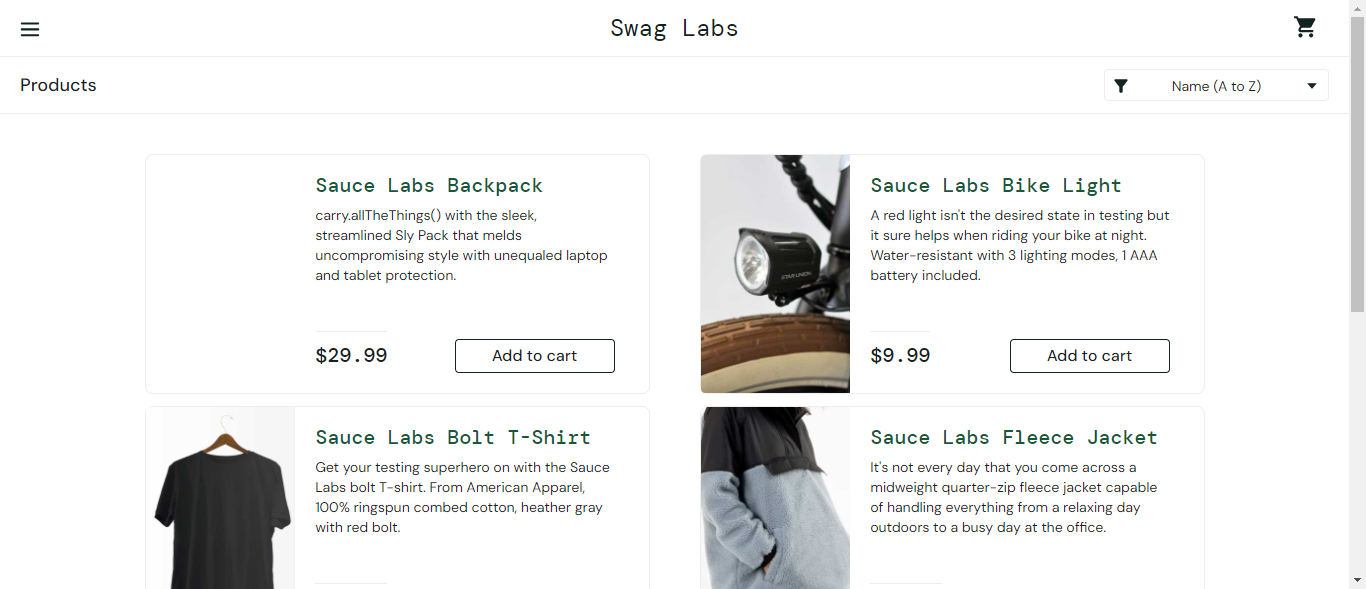 Swag Labs
Products
Name (A to Z)
Sauce Labs Backpack
carry.allTheThings() with the sleek,
streamlined Sly Pack that melds
uncompromising style with unequaled laptop
and tablet protection.
$29.99
Add to cart
Sauce Labs Bike Light
A red light isn't the desired state in testing but
it sure helps when riding your bike at night.
Water-resistant with 3 lighting modes, 1 AAA
battery included.
STAR UNION
$9.99
Add to cart
Sauce Labs Bolt T-Shirt
Get your testing superhero on with the Sauce
Labs bolt T-shirt. From American Apparel,
100% ringspun combed cotton, heather gray
with red bolt.
Sauce Labs Fleece Jacket
It's not every day that you come across a
midweight quarter-zip fleece jacket capable
of handling everything from a relaxing day
outdoors to a busy day at the office.